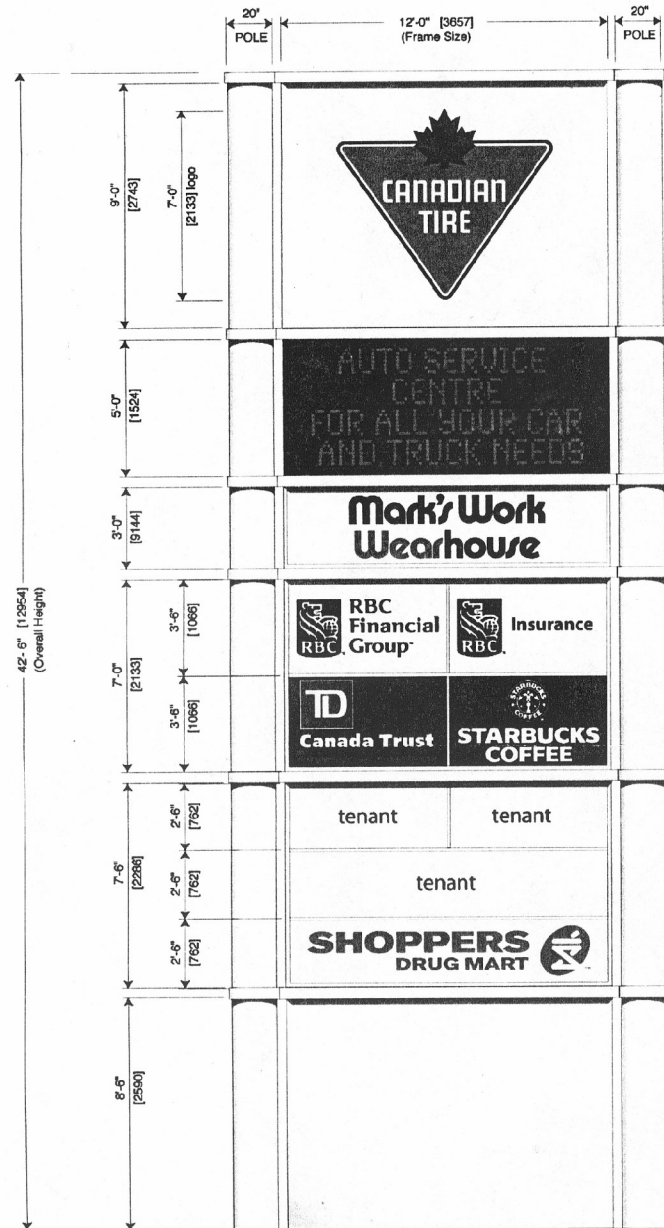 20"
POLE
12'-0" [3657]
(Frame Size)
20"
POLE
42'-6" [12954]
(Overall Height)
9'-0"
[2743]
7'-0"
[2133] logo
CANADIAN
TIRE
5'-0"
[1524]
AUTO SERVICE
CENTRE
FOR ALL YOUR CAR
AND TRUCK NEEDS
3'-0"
[9144]
Mark's Work
Wearhouse
7'-0"
[2133]
3'-6"
[1066]
RBC
RBC
Financial
Group
RBC
Insurance
3'-6"
[1066]
TD
Canada Trust
STARBUCKS
COFFEE
STARBUCKS
COFFEE
7'-6"
[2286]
2'-6"
[762]
tenant
tenant
2'-6"
[762]
tenant
2'-6"
[762]
SHOPPERS
DRUG MART
8'-6"
[2590]